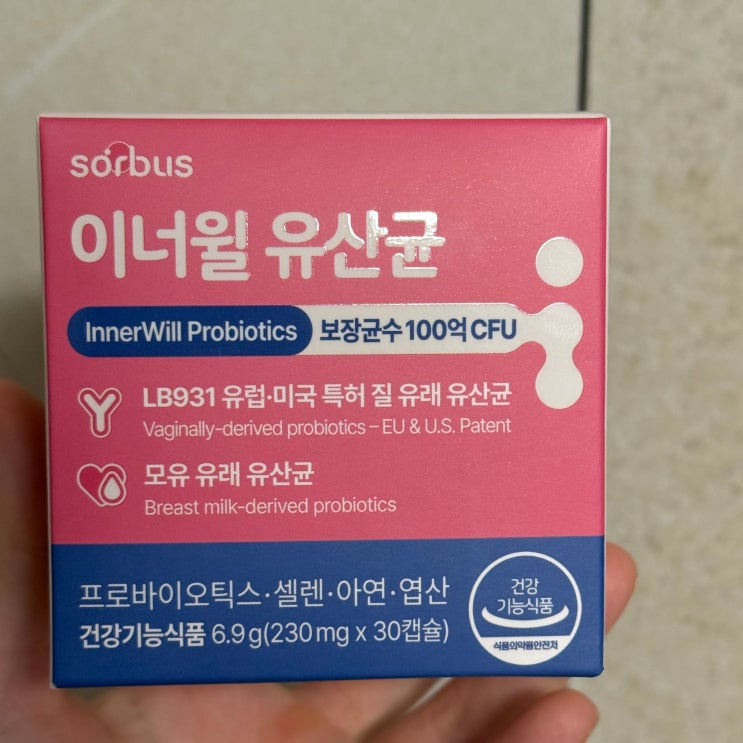 sorbus
이너윌 유산균
InnerWill Probiotics 보장균수 100억 CFU
LB931 유럽·미국 특허 질 유래 유산균
Vaginally-derived probiotics – EU & U.S. Patent
모유 유래 유산균
Breast milk-derived probiotics
프로바이오틱스·셀렌·아연·엽산
건강기능식품 6.9 g(230 mg x 30캡슐)
건강
기능식품
식품의약품안전처